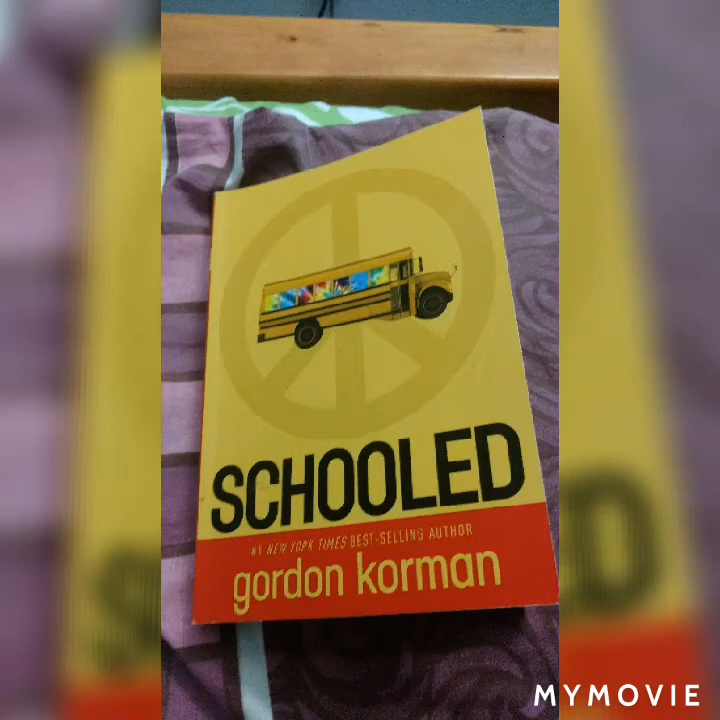 SCHOOLED
#1 NEW YORK TIMES BEST-SELLING AUTHOR
gordon korman
MYMOVIE